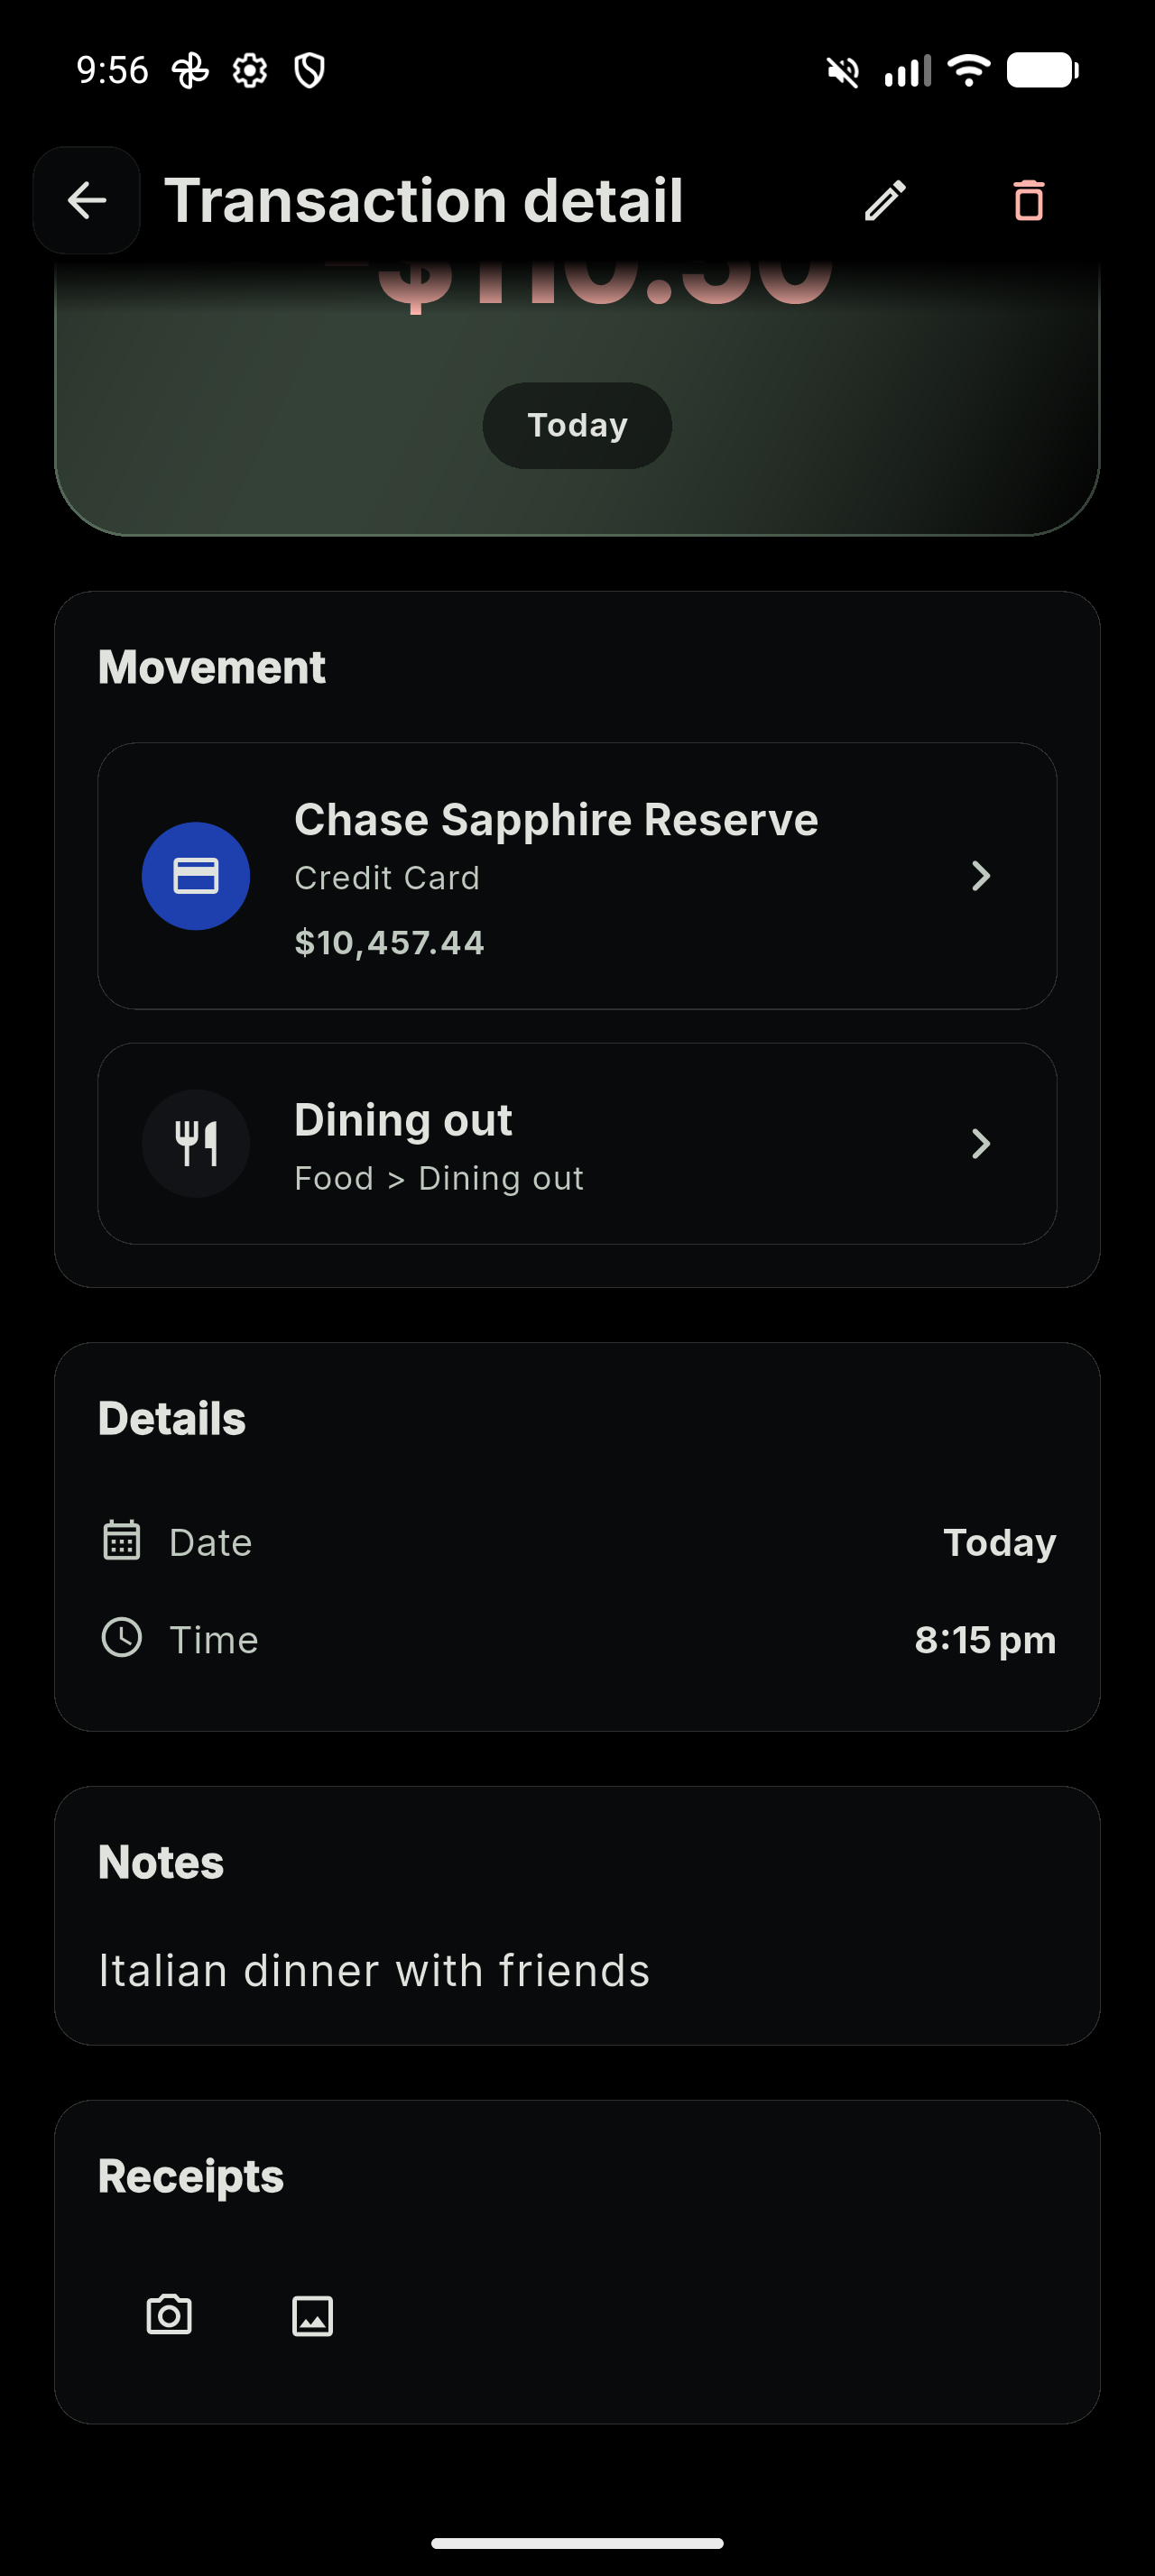 9:56
Transaction detail
Today
Movement
Chase Sapphire Reserve
Credit Card
$10,457.44
Dining out
Food > Dining out
Details
Date
Today
Time
8:15 pm
Notes
Italian dinner with friends
Receipts